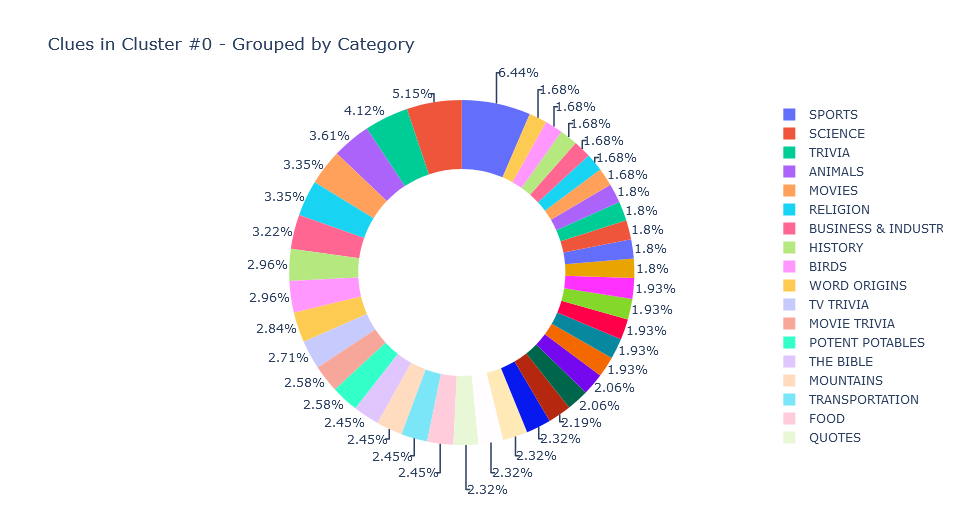 Clues in Cluster #0 - Grouped by Category
6.44%
1.68%
1.68%
1.68%
1.68%
1.68%
1.68%
1.8%
1.8%
1.8%
1.8%
1.8%
1.93%
1.93%
1.93%
1.93%
1.93%
2.06%
2.06%
2.19%
2.32%
2.32%
2.32%
2.32%
2.45%
2.45%
2.45%
2.45%
2.58%
2.58%
2.71%
2.84%
2.96%
2.96%
3.22%
3.35%
3.35%
3.61%
4.12%
5.15%
SPORTS
SCIENCE
TRIVIA
ANIMALS
MOVIES
RELIGION
BUSINESS & INDUSTR
HISTORY
BIRDS
WORD ORIGINS
TV TRIVIA
MOVIE TRIVIA
POTENT POTABLES
THE BIBLE
MOUNTAINS
TRANSPORTATION
FOOD
QUOTES